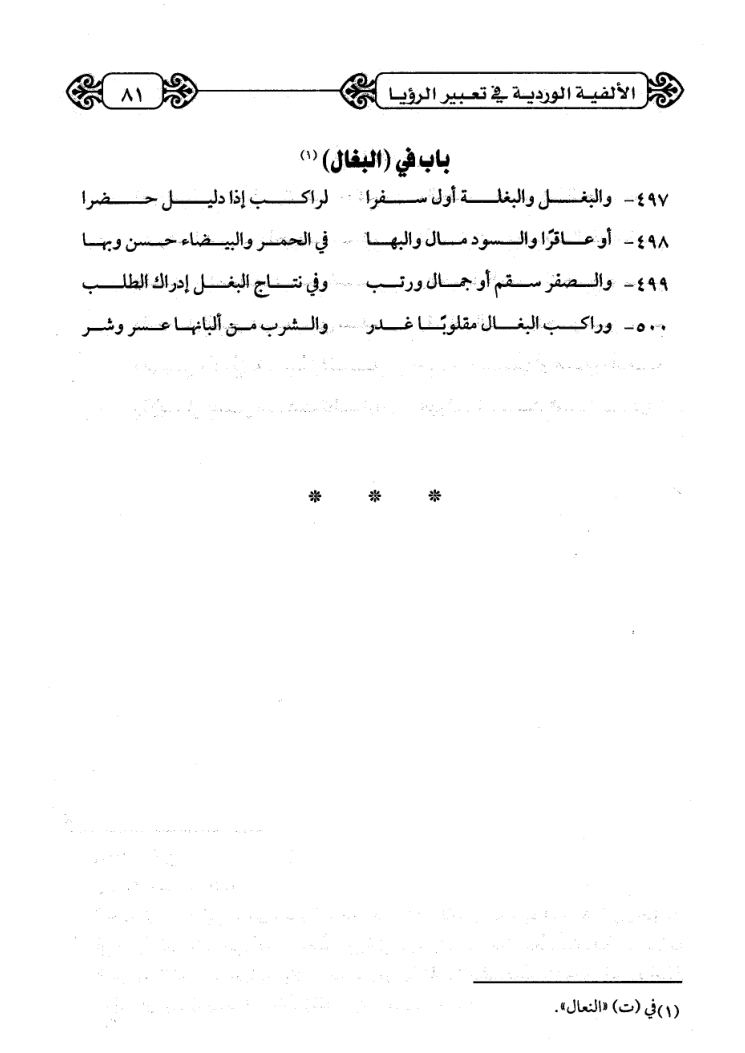 الألفية الوردية في تعبير الرؤيا
٨١
باب في (البغال) (١)
٤٩٧- والبغل والبغلة أول سفرا لراكب إذا دليل حضرا
٤٩٨- أو عاقرًا والسود مال والبها في الحمر والبيضاء حسن وبها
٤٩٩- والصفر سقم أو جمال ورتب وفي نتاج البغل إدراك الطلب
٥٠٠- وراكب البغال مقلوبًا غدر والشرب من ألبانها عسر وشر
* * *
(١) في (ت) «النعال».